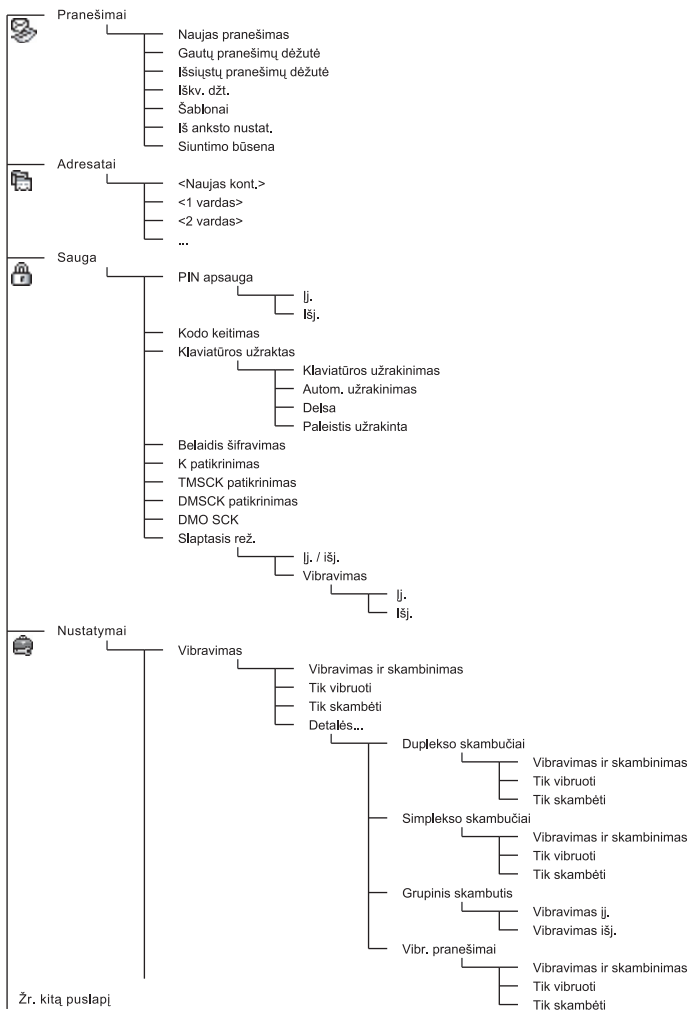 Pranešimai
Naujas pranešimas
Gautų pranešimų dėžutė
Išsiųstų pranešimų dėžutė
Iškv. džt.
Šablonai
Iš anksto nustat.
Siuntimo būsena
Adresatai
<Naujas kont.>
<1 vardas>
<2 vardas>
...
Sauga
PIN apsauga
Įj.
Išj.
Kodo keitimas
Klaviatūros užraktas
Klaviatūros užrakinimas
Autom. užrakinimas
Delsa
Paleistis užrakinta
Belaidis šifravimas
K patikrinimas
TMSCK patikrinimas
DMSCK patikrinimas
DMO SCK
Slaptasis rež.
Įj. / išj.
Vibravimas
Įj.
Išj.
Nustatymai
Vibravimas
Vibravimas ir skambinimas
Tik vibruoti
Tik skambėti
Detalės...
Duplekso skambučiai
Vibravimas ir skambinimas
Tik vibruoti
Tik skambėti
Simplekso skambučiai
Vibravimas ir skambinimas
Tik vibruoti
Tik skambėti
Grupinis skambutis
Vibravimas įj.
Vibravimas išj.
Vibr. pranešimai
Vibravimas ir skambinimas
Tik vibruoti
Tik skambėti
Žr. kitą puslapį